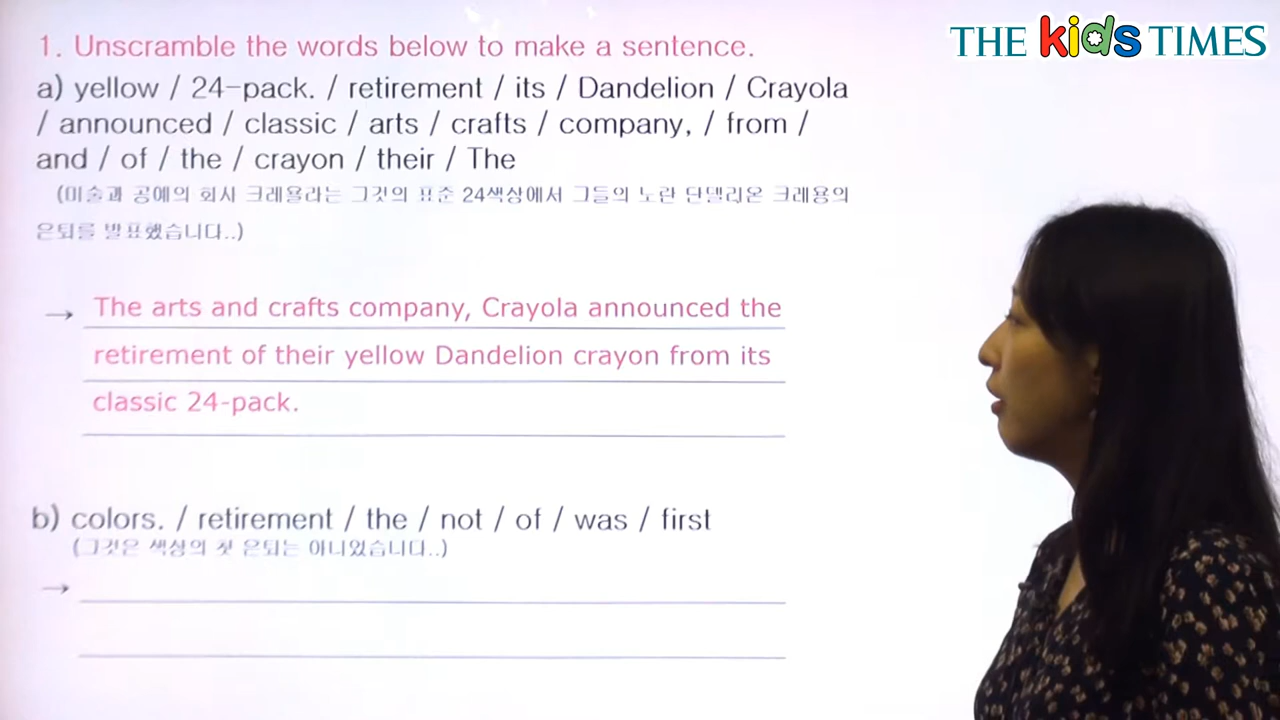 THE kids TIMES
1. Unscramble the words below to make a sentence.
a) yellow / 24-pack. / retirement / its / Dandelion / Crayola
/ announced / classic / arts / crafts / company, / from /
and / of / the / crayon / their / The
(미술과 공예의 회사 크레욜라는 그것의 표준 24색상에서 그들의 노란 단델리온 크레용의
은퇴를 발표했습니다..)
→ The arts and crafts company, Crayola announced the
retirement of their yellow Dandelion crayon from its
classic 24-pack.
b) colors. / retirement / the / not / of / was / first
(그것은 색상의 첫 은퇴는 아니었습니다..)
→